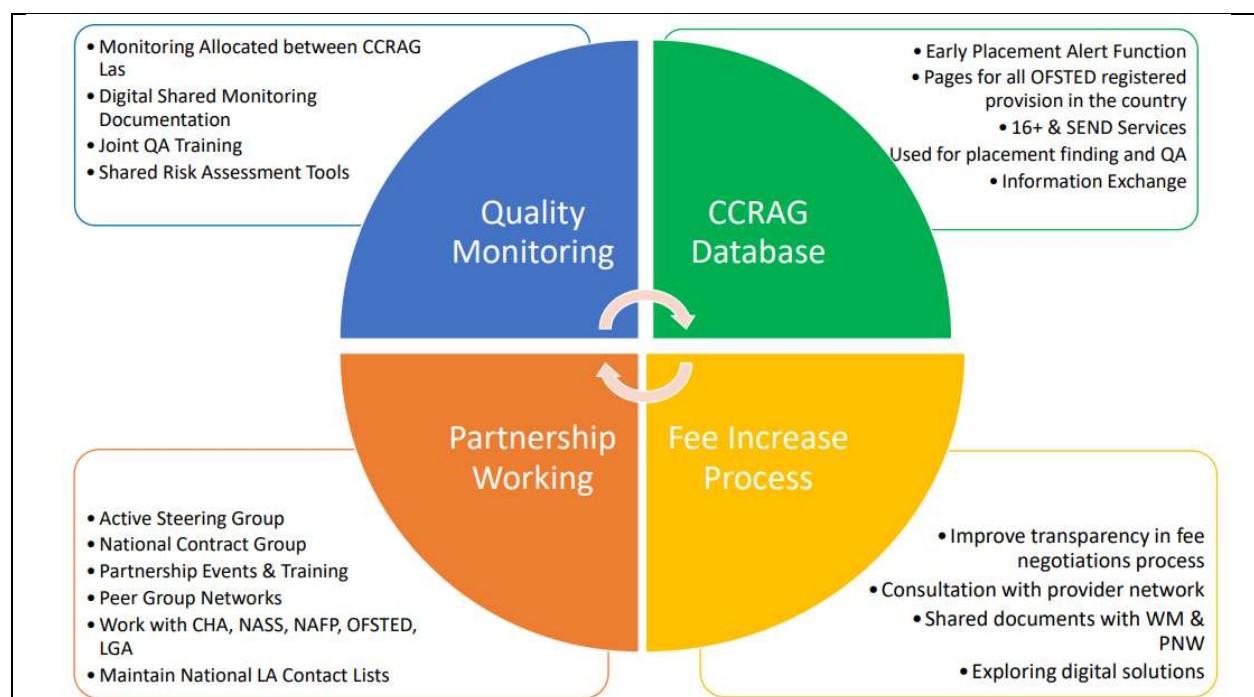 • Monitoring Allocated between CCRAG
Las
• Digital Shared Monitoring
Documentation
• Joint QA Training
• Shared Risk Assessment Tools
Quality
Monitoring
• Early Placement Alert Function
• Pages for all OFSTED registered
provision in the country
• 16+ & SEND Services
Used for placement finding and QA
• Information Exchange
CCRAG
Database
Partnership
Working
• Active Steering Group
• National Contract Group
• Partnership Events & Training
• Peer Group Networks
• Work with CHA, NASS, NAFP, OFSTED,
LGA
• Maintain National LA Contact Lists
Fee Increase
Process
• Improve transparency in fee
negotiations process
• Consultation with provider network
• Shared documents with WM &
PNW
• Exploring digital solutions